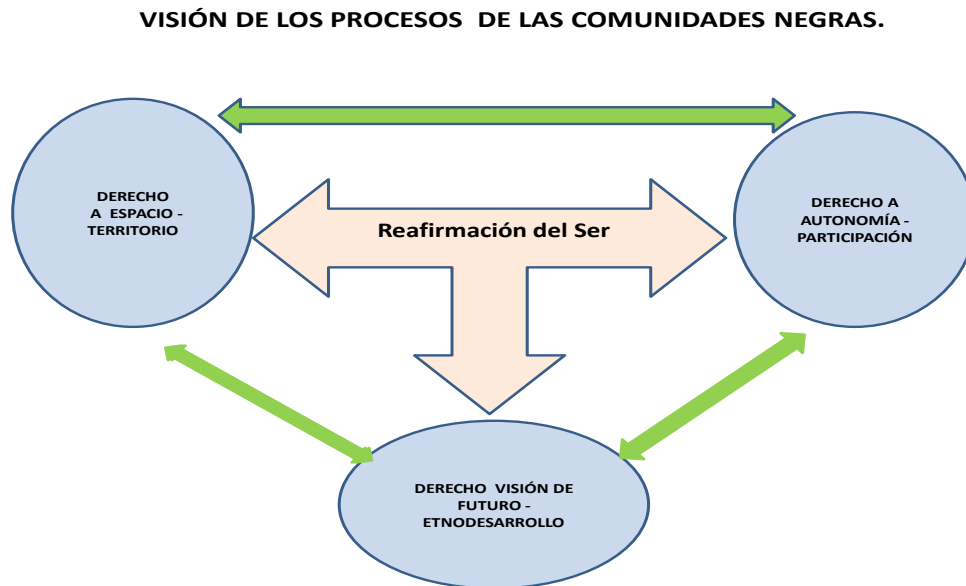 VISIÓN DE LOS PROCESOS DE LAS COMUNIDADES NEGRAS.
DERECHO
A ESPACIO -
TERRITORIO
Reafirmación del Ser
DERECHO A
AUTONOMÍA -
PARTICIPACIÓN
DERECHO VISIÓN DE
FUTURO -
ETNODESARROLLO